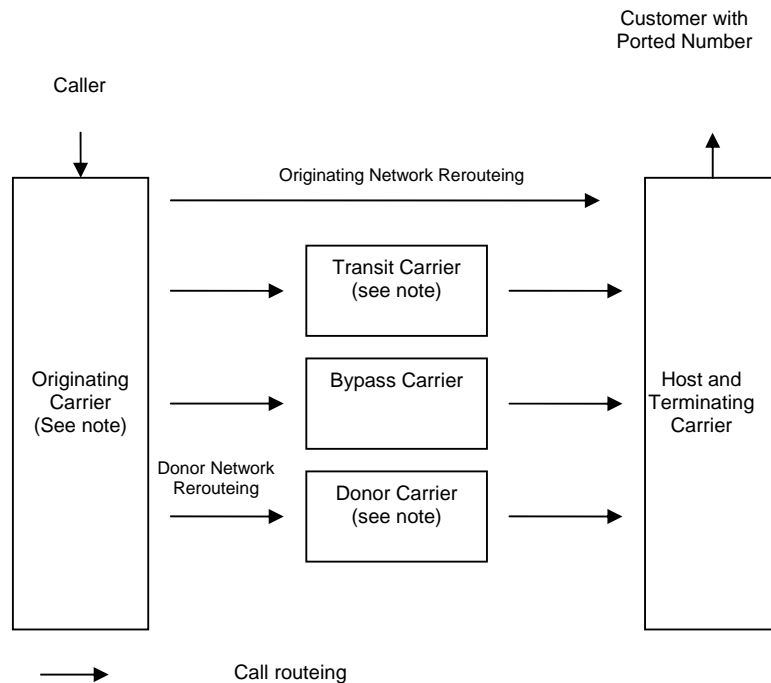 Customer with
Ported Number
Caller
Originating Network Rerouteing
Transit Carrier
(see note)
Originating
Carrier
(See note)
Bypass Carrier
Host and
Terminating
Carrier
Donor Network
Rerouteing
Donor Carrier
(see note)
Call routeing